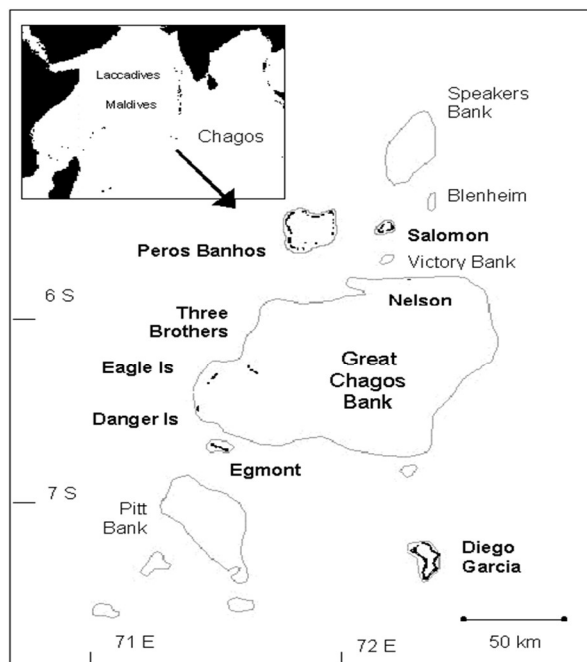 Laccadives
Maldives
Chagos
Speakers
Bank
Blenheim
Peros Banhos
Salomon
Victory Bank
6 S
Nelson
Three
Brothers
Eagle Is
Great
Chagos
Bank
Danger Is
Egmont
7 S
Pitt
Bank
Diego
Garcia
71 E
72 E
50 km